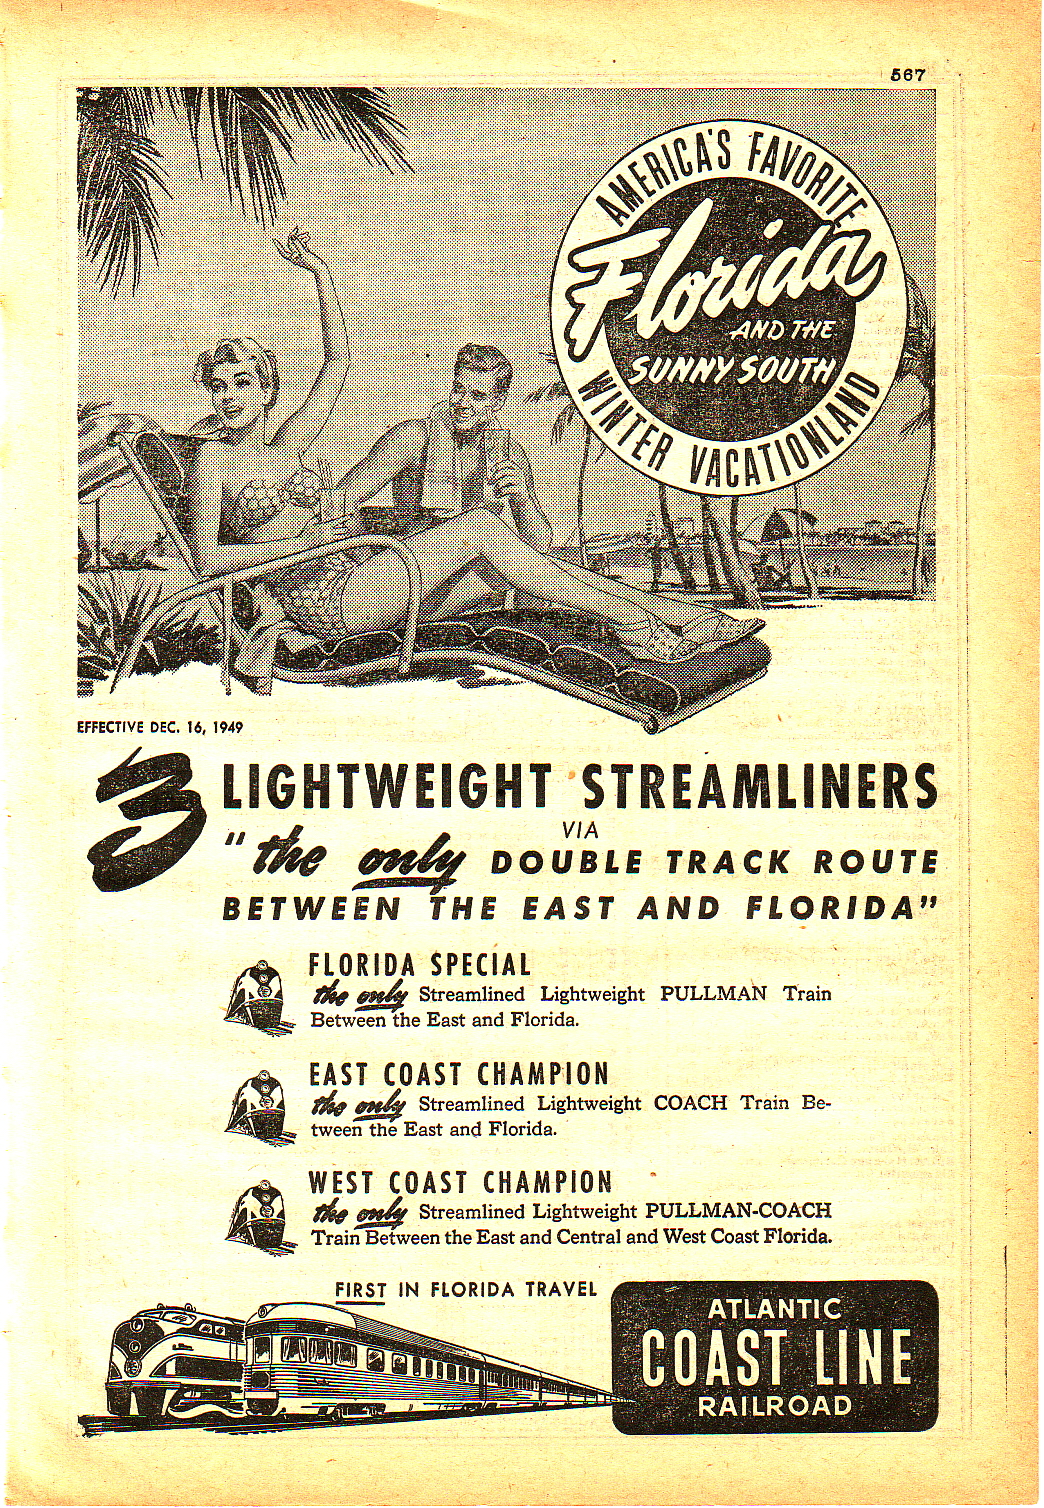 567
AMERICA'S FAVORITE
Florida
AND THE
SUNNY SOUTH
WINTER VACATIONLAND
EFFECTIVE DEC. 16, 1949
3 LIGHTWEIGHT STREAMLINERS
VIA
"the only DOUBLE TRACK ROUTE
BETWEEN THE EAST AND FLORIDA"
FLORIDA SPECIAL
the only Streamlined Lightweight PULLMAN Train
Between the East and Florida.
EAST COAST CHAMPION
the only Streamlined Lightweight COACH Train Be-
tween the East and Florida.
WEST COAST CHAMPION
the only Streamlined Lightweight PULLMAN-COACH
Train Between the East and Central and West Coast Florida.
FIRST IN FLORIDA TRAVEL
ATLANTIC
COAST LINE
RAILROAD